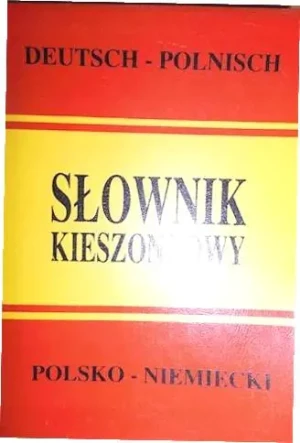 DEUTSCH - POLNISCH
SŁOWNIK
KIESZONKOWY
POLSKO - NIEMIECKI